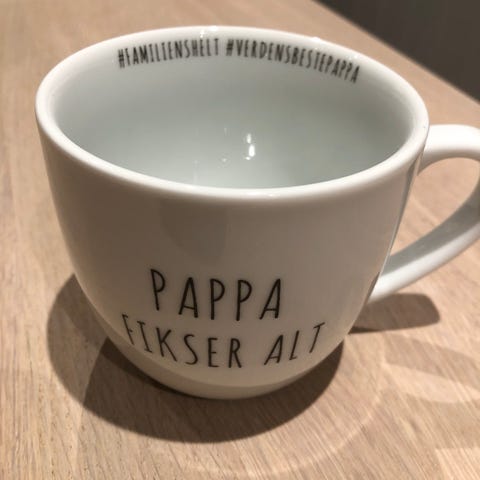 #FAMILIENSHELT #VERDENSBESTEPAPPA
PAPPA
FIKSER ALT